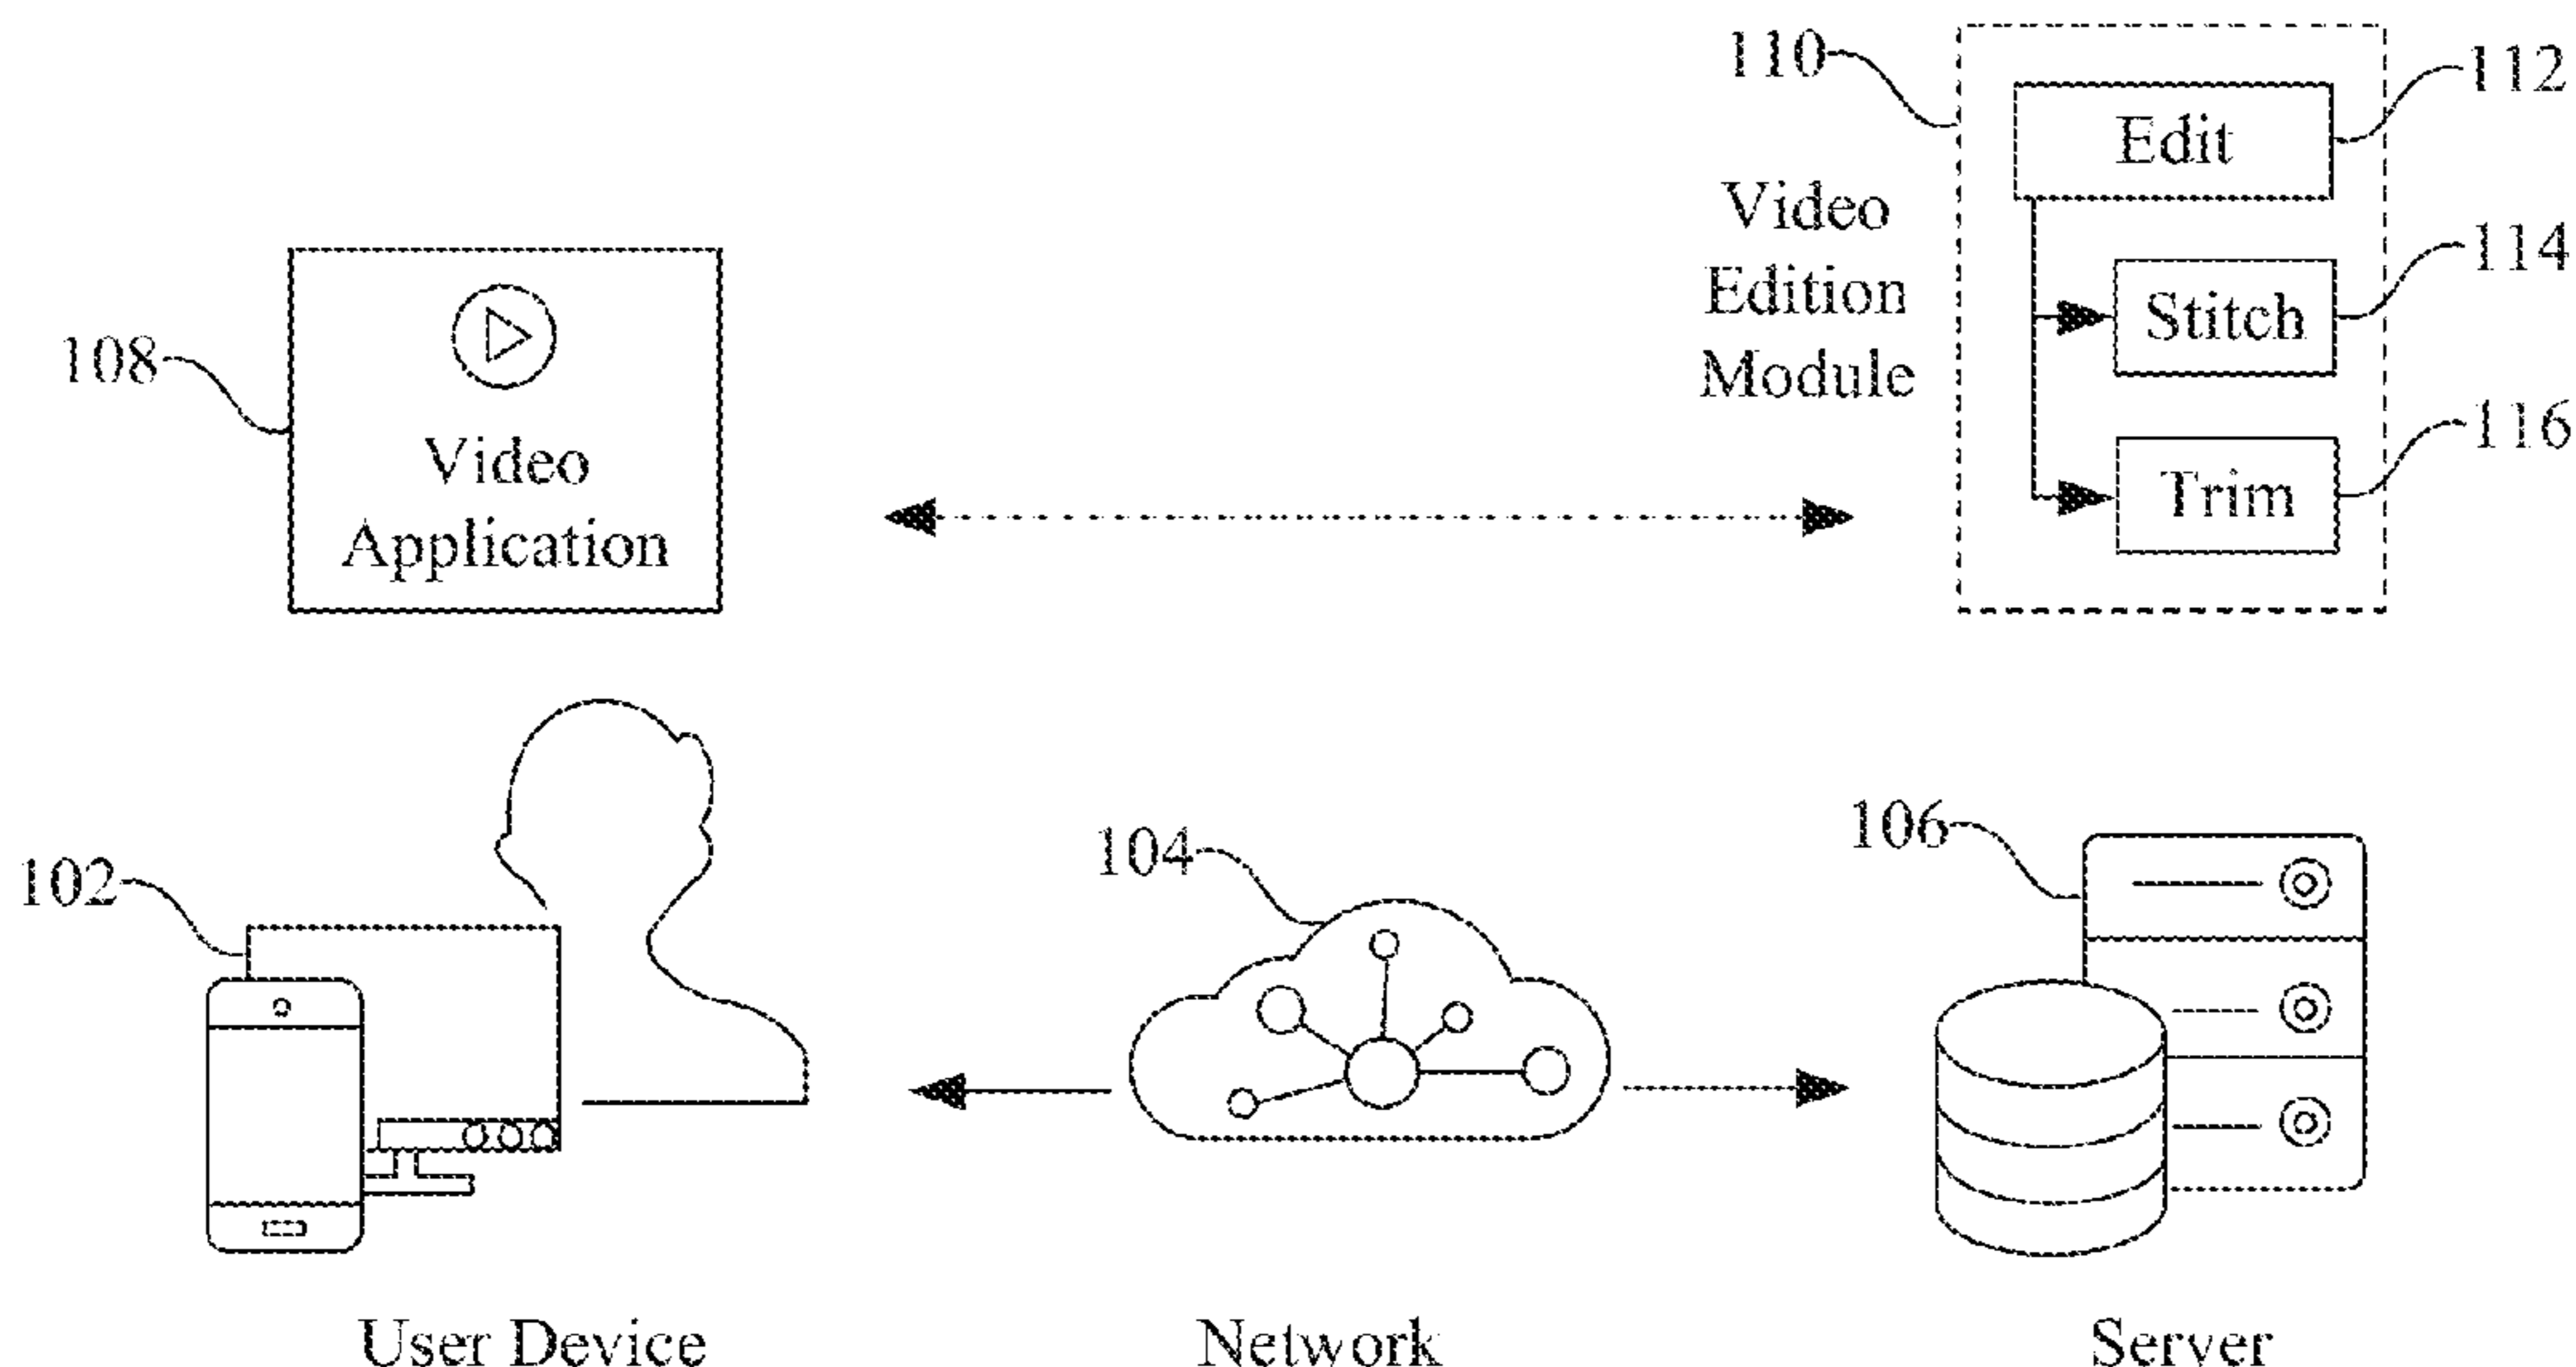 110
112
Edit
Video
Edition
Module
114
Stitch
116
Trim
108
Video
Application
102
104
106
User Device
Network
Server